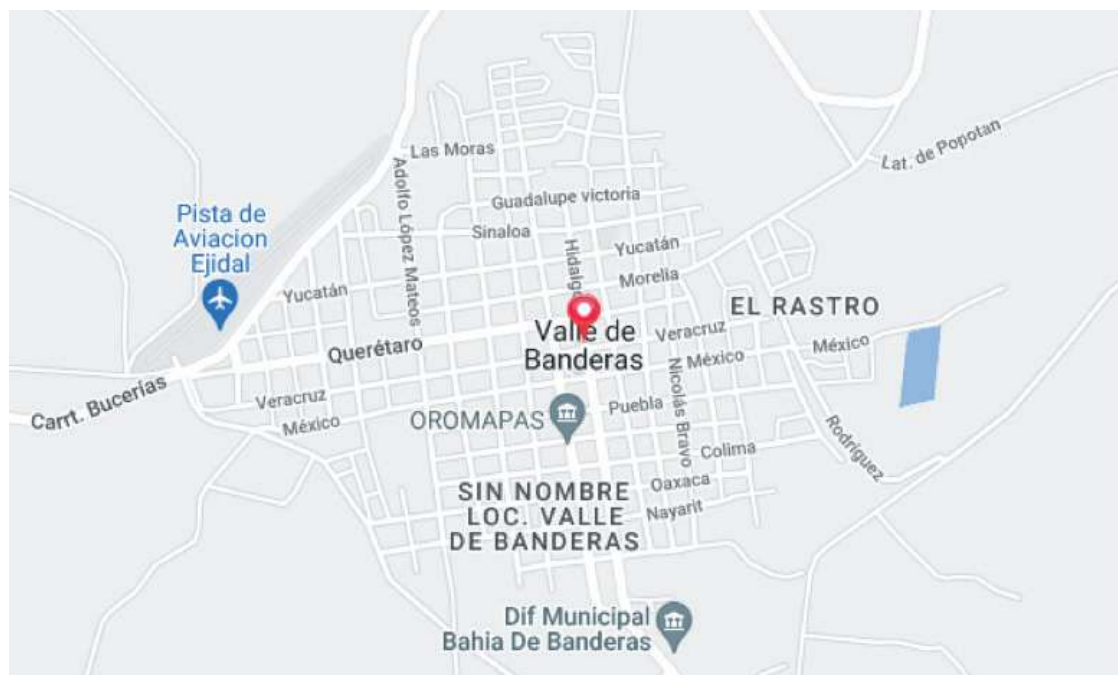 Las Moras
Lat. de Popotan
Adolfo López Mateos
Guadalupe victoria
Pista de
Aviacion
Ejidal
Sinaloa
Hidalg
Yucatán
Morelia
Yucatán
EL RASTRO
Valle de
Banderas
Veracruz
México
México
Querétaro
Carrt. Bucerías
Veracruz
México
Nicolás Bravo
Puebla
OROMAPAS
Rodríguez
Colima
Oaxaca
Nayarit
SIN NOMBRE
LOC. VALLE
DE BANDERAS
Dif Municipal
Bahia De Banderas